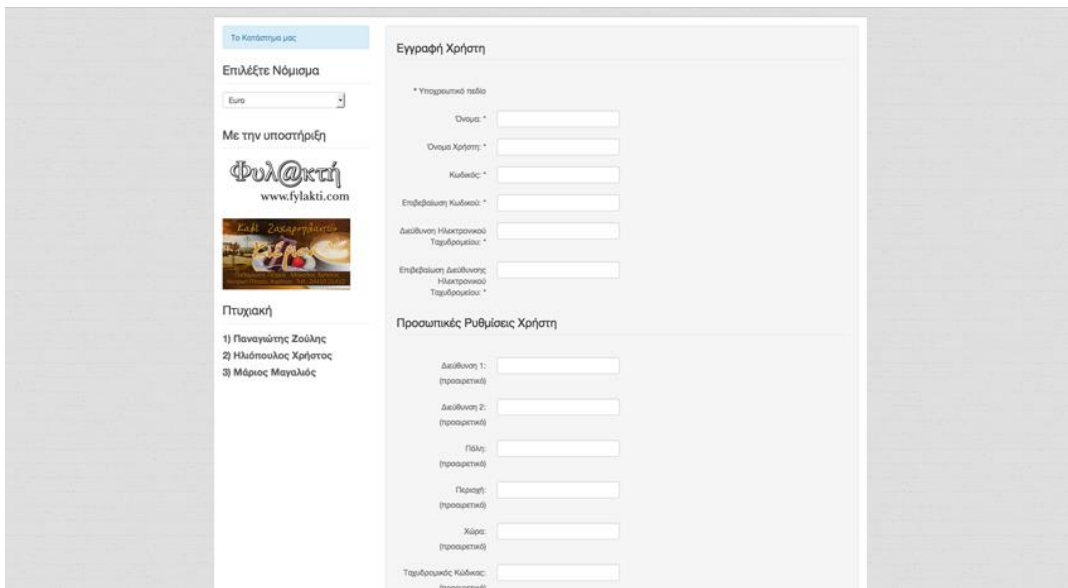 Το Κατάστημα μας
Επιλέξτε Νόμισμα
Euro
Με την υποστήριξη
Φυλ@κτή
www.fylakti.com
Καφέ Ζαχαροπλαστείο
Πτυχιακή
1) Παναγιώτης Ζούλης
2) Ηλιόπουλος Χρήστος
3) Μάριος Μαγαλιός
Εγγραφή Χρήστη
* Υποχρεωτικό πεδίο
Όνομα: *
Όνομα Χρήστη: *
Κωδικός: *
Επιβεβαίωση Κωδικού: *
Διεύθυνση Ηλεκτρονικού
Ταχυδρομείου: *
Επιβεβαίωση Διεύθυνσης
Ηλεκτρονικού
Ταχυδρομείου: *
Προσωπικές Ρυθμίσεις Χρήστη
Διεύθυνση 1:
(προαιρετικό)
Διεύθυνση 2:
(προαιρετικό)
Πόλη:
(προαιρετικό)
Περιοχή:
(προαιρετικό)
Χώρα:
(προαιρετικό)
Ταχυδρομικός Κώδικας:
(προαιρετικό)